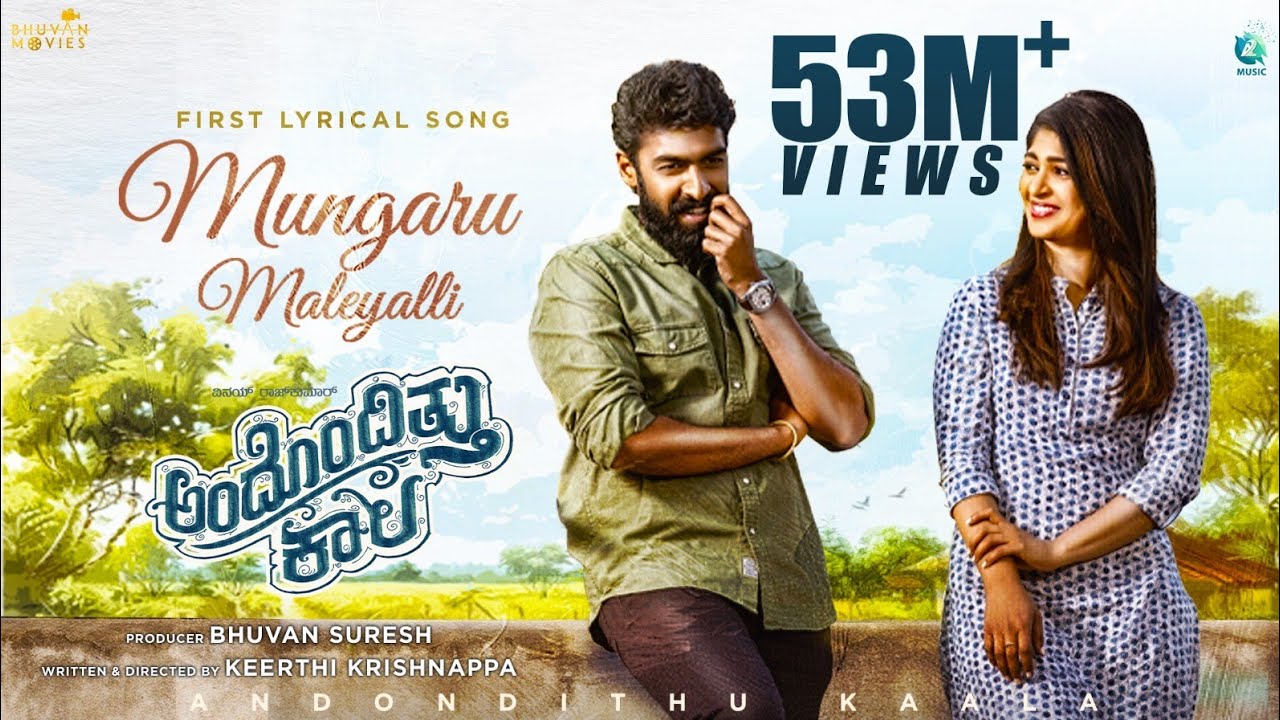 BHUVAN
MOVIES
A2
MUSIC
53M+
VIEWS
FIRST LYRICAL SONG
Mungaru
Maleyalli
ವಿನಯ್ ರಾಜ್‌ಕುಮಾರ್
ಅಂದೊಂದಿತ್ತು
ಕಾಲ
PRODUCER BHUVAN SURESH
WRITTEN & DIRECTED BY KEERTHI KRISHNAPPA
ANDONDITHU KAALA